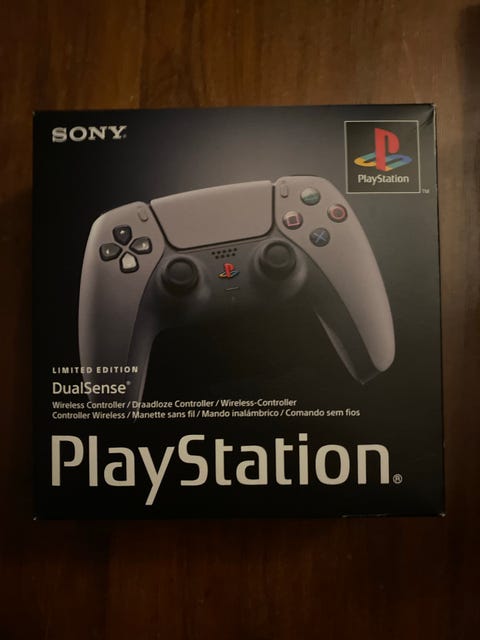 SONY®
PlayStation™
LIMITED EDITION
DualSense®
Wireless Controller / Draadloze Controller / Wireless-Controller
Controller Wireless / Manette sans fil / Mando inalámbrico / Comando sem fios
PlayStation®